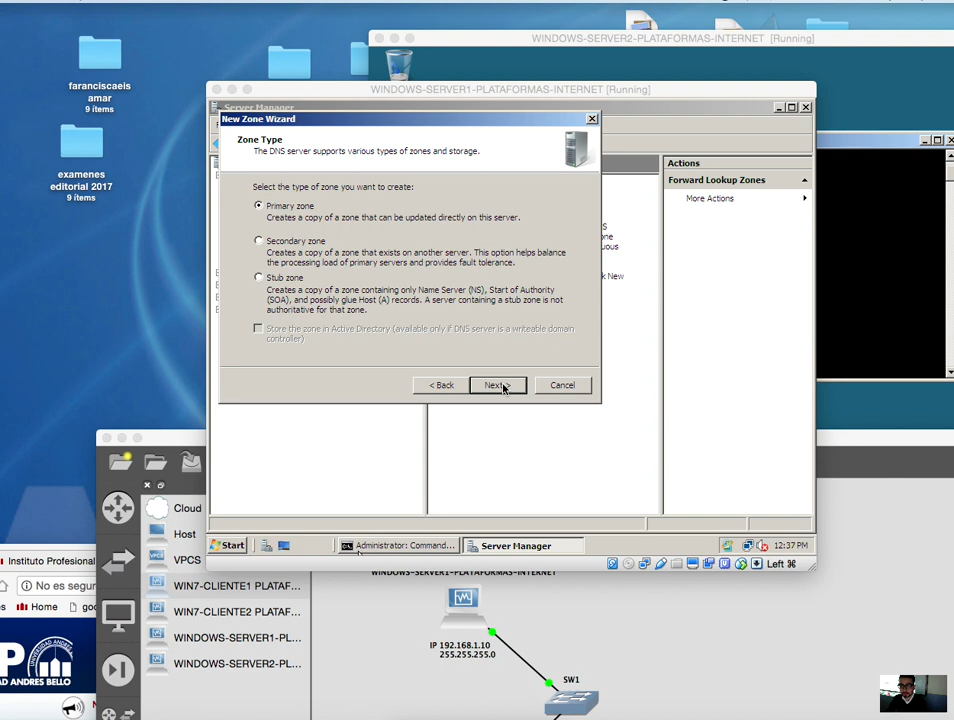 WINDOWS-SERVER2-PLATAFORMAS-INTERNET [Running]
faranciscaeis
amar
9 ítems
examenes
editorial 2017
9 ítems
WINDOWS-SERVER1-PLATAFORMAS-INTERNET [Running]
Server Manager
New Zone Wizard
Zone Type
The DNS server supports various types of zones and storage.
Select the type of zone you want to create:
Primary zone
Creates a copy of a zone that can be updated directly on this server.
Secondary zone
Creates a copy of a zone that exists on another server. This option helps balance
the processing load of primary servers and provides fault tolerance.
Stub zone
Creates a copy of a zone containing only Name Server (NS), Start of Authority
(SOA), and possibly glue Host (A) records. A server containing a stub zone is not
authoritative for that zone.
Store the zone in Active Directory (available only if DNS server is a writeable domain
controller)
< Back
Next >
Cancel
Actions
Forward Lookup Zones
More Actions
Start
Administrator: Command...
Server Manager
12:37 PM
Left ⌘
Cloud
Host
VPCS
WIN7-CLIENTE1 PLATAF...
WIN7-CLIENTE2 PLATAF...
WINDOWS-SERVER1-PL...
WINDOWS-SERVER2-PL...
WINDOWS-SERVER1-PLATAFORMAS-INTERNET
IP 192.168.1.10
255.255.255.0
SW1
Instituto Profesional
No es segur
Home
goo
AD ANDRES BELLO